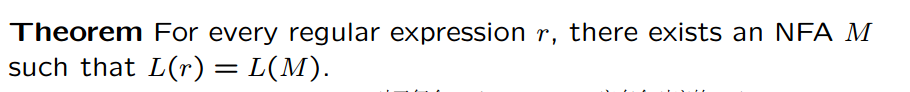 Theorem For every regular expression r, there exists an NFA M
such that L(r) = L(M).